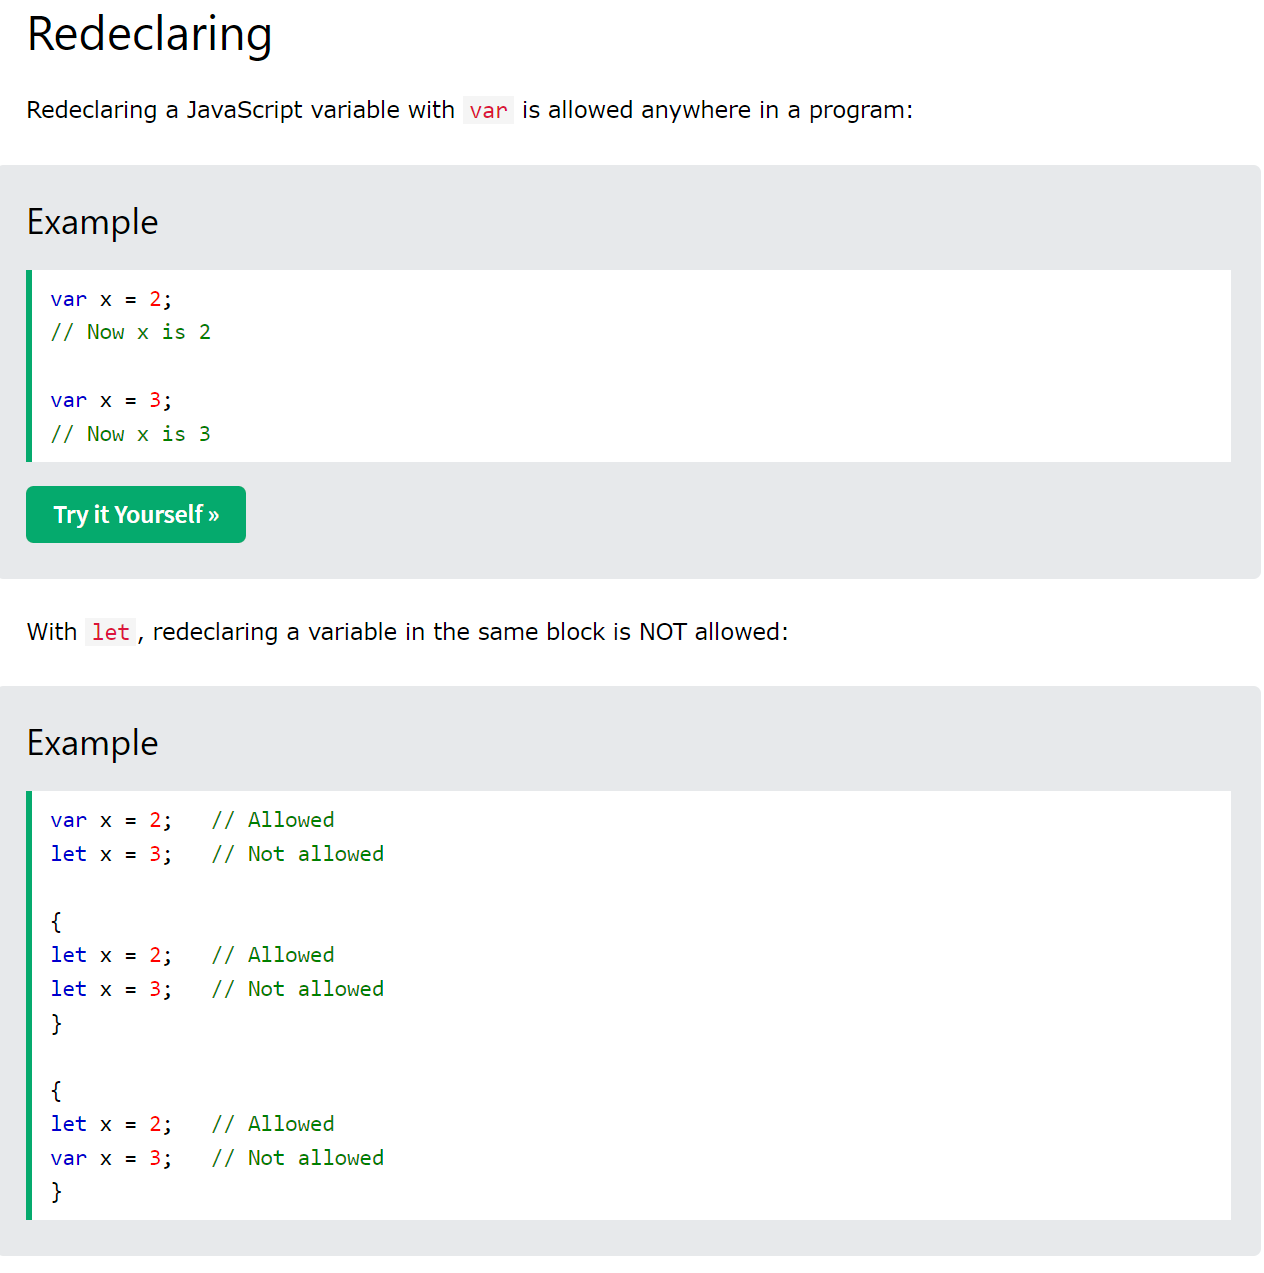 Redeclaring
Redeclaring a JavaScript variable with var is allowed anywhere in a program:
Example
var x = 2;
// Now x is 2
var x = 3;
// Now x is 3
Try it Yourself »
With let, redeclaring a variable in the same block is NOT allowed:
Example
var x = 2;   // Allowed
let x = 3;   // Not allowed
{
let x = 2;   // Allowed
let x = 3;   // Not allowed
}
{
let x = 2;   // Allowed
var x = 3;   // Not allowed
}